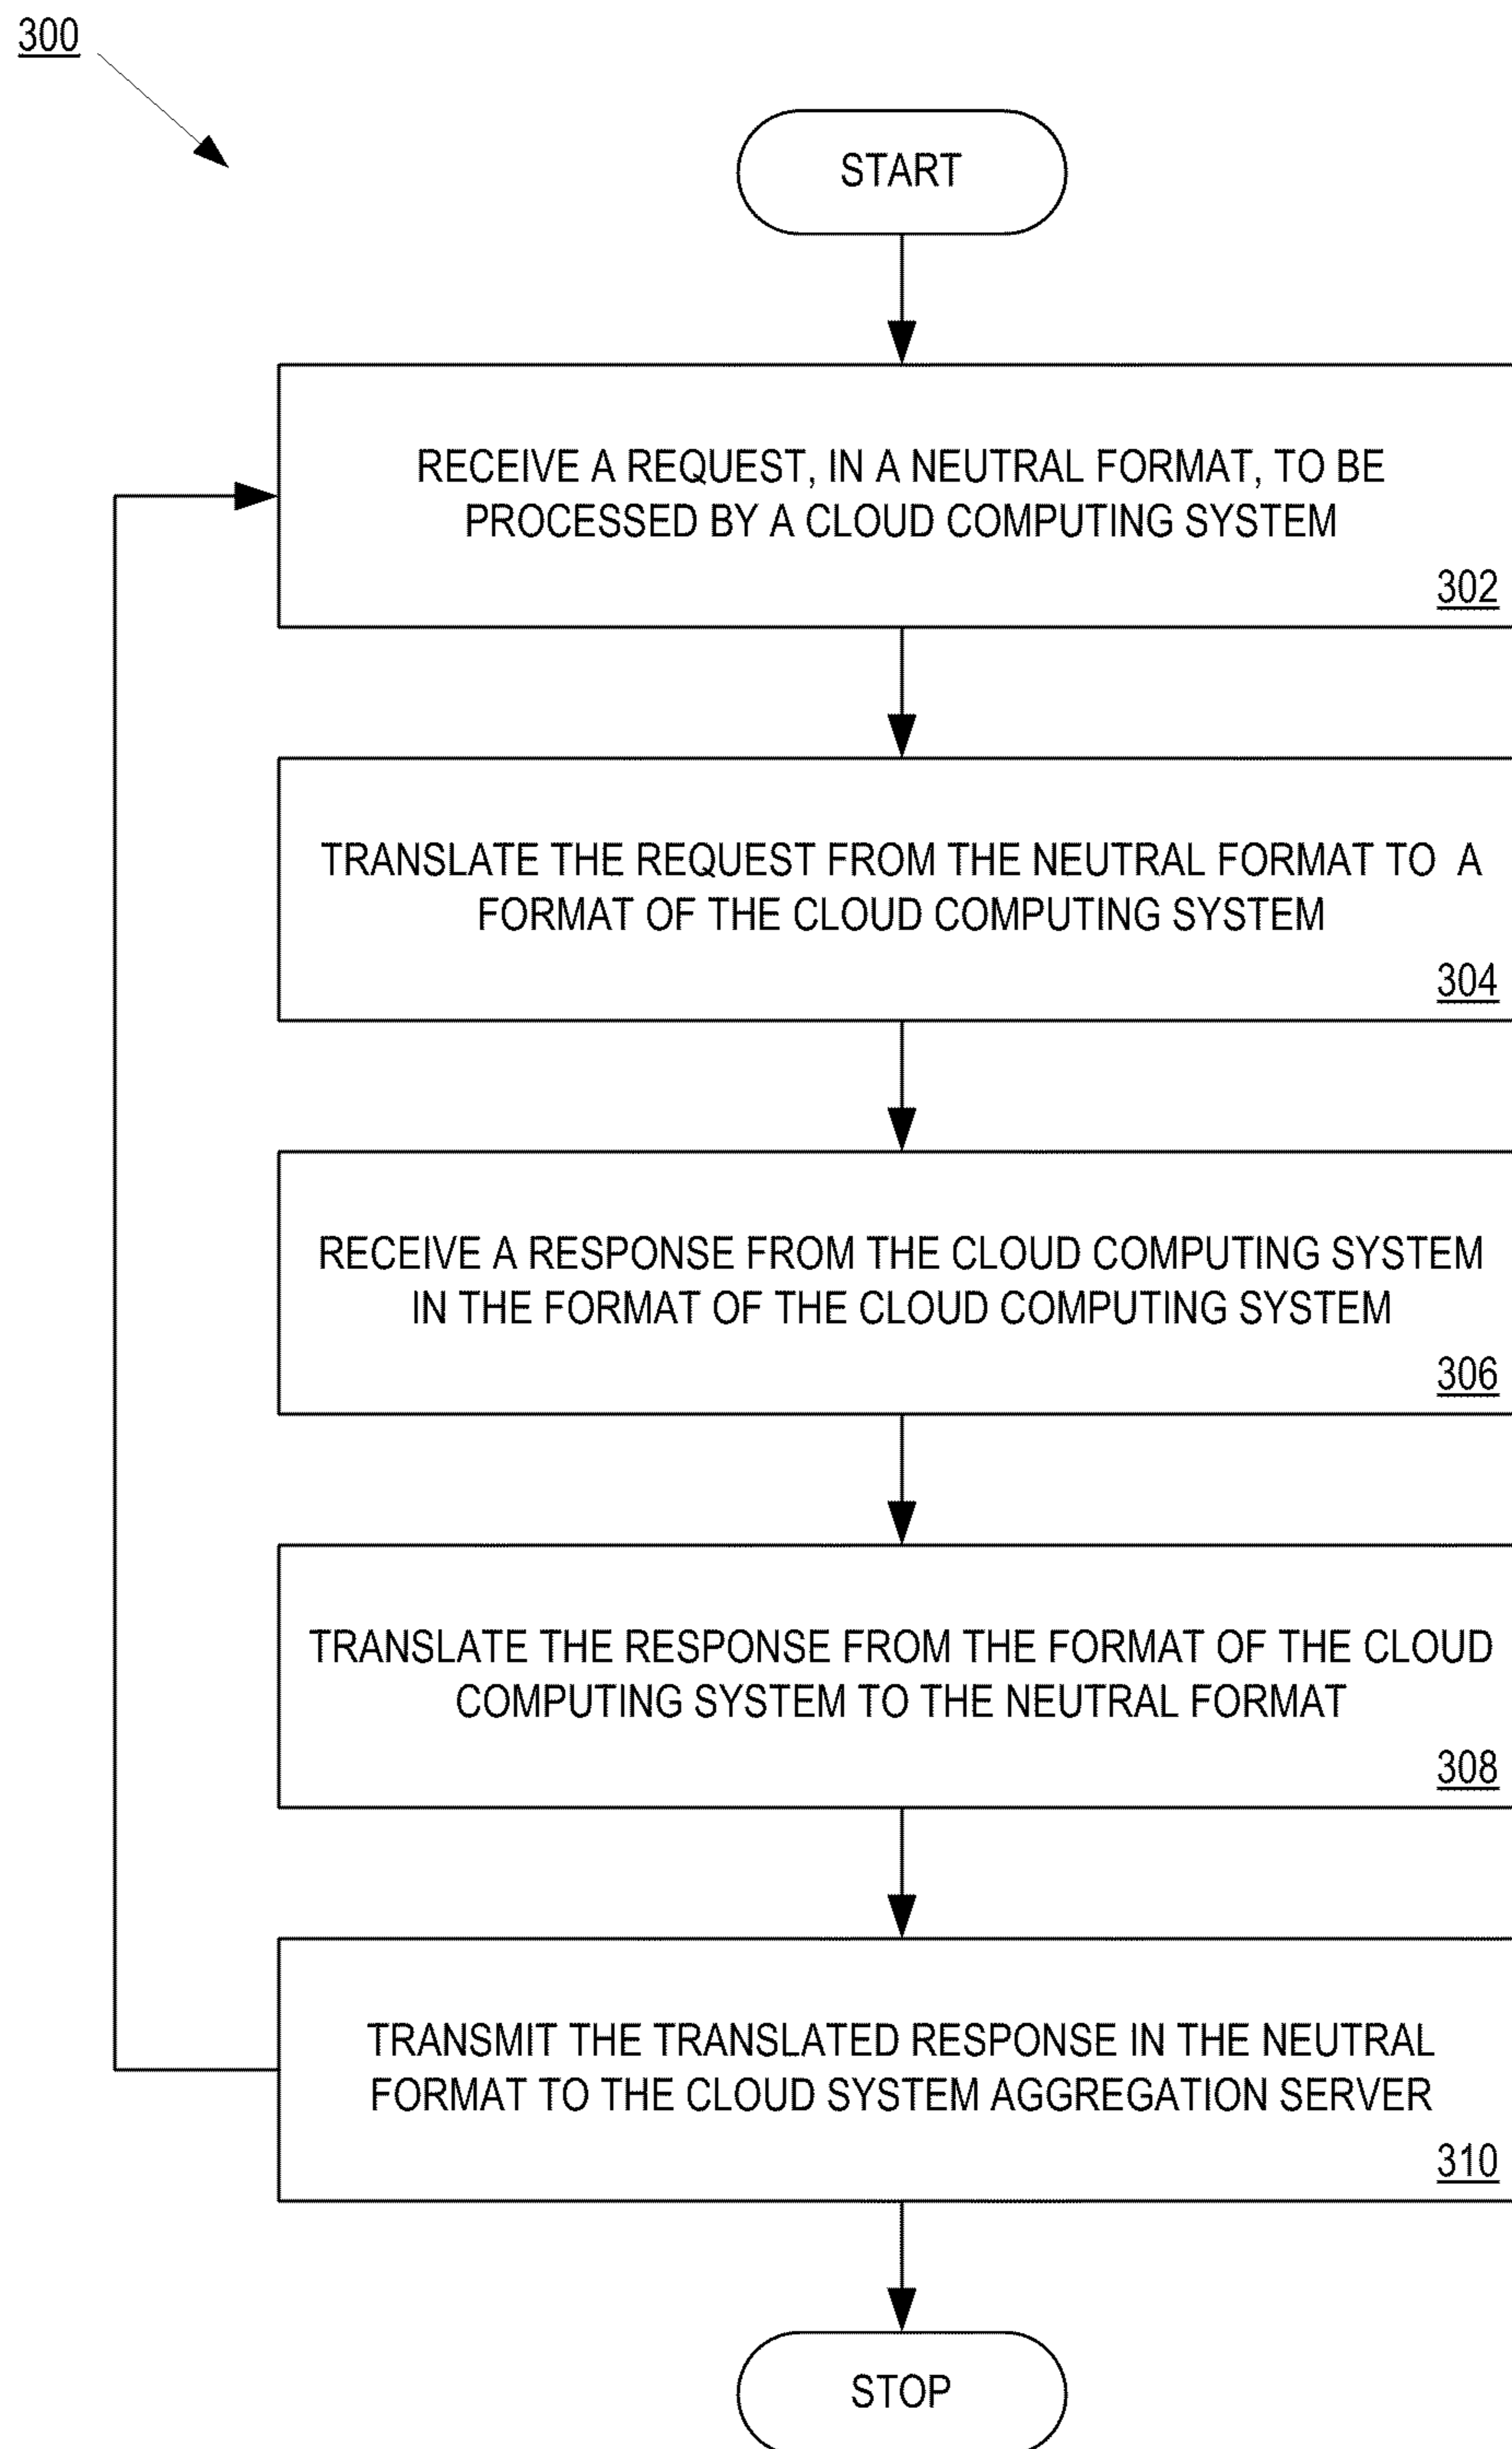 300
START
RECEIVE A REQUEST, IN A NEUTRAL FORMAT, TO BE
PROCESSED BY A CLOUD COMPUTING SYSTEM
302
TRANSLATE THE REQUEST FROM THE NEUTRAL FORMAT TO A
FORMAT OF THE CLOUD COMPUTING SYSTEM
304
RECEIVE A RESPONSE FROM THE CLOUD COMPUTING SYSTEM
IN THE FORMAT OF THE CLOUD COMPUTING SYSTEM
306
TRANSLATE THE RESPONSE FROM THE FORMAT OF THE CLOUD
COMPUTING SYSTEM TO THE NEUTRAL FORMAT
308
TRANSMIT THE TRANSLATED RESPONSE IN THE NEUTRAL
FORMAT TO THE CLOUD SYSTEM AGGREGATION SERVER
310
STOP